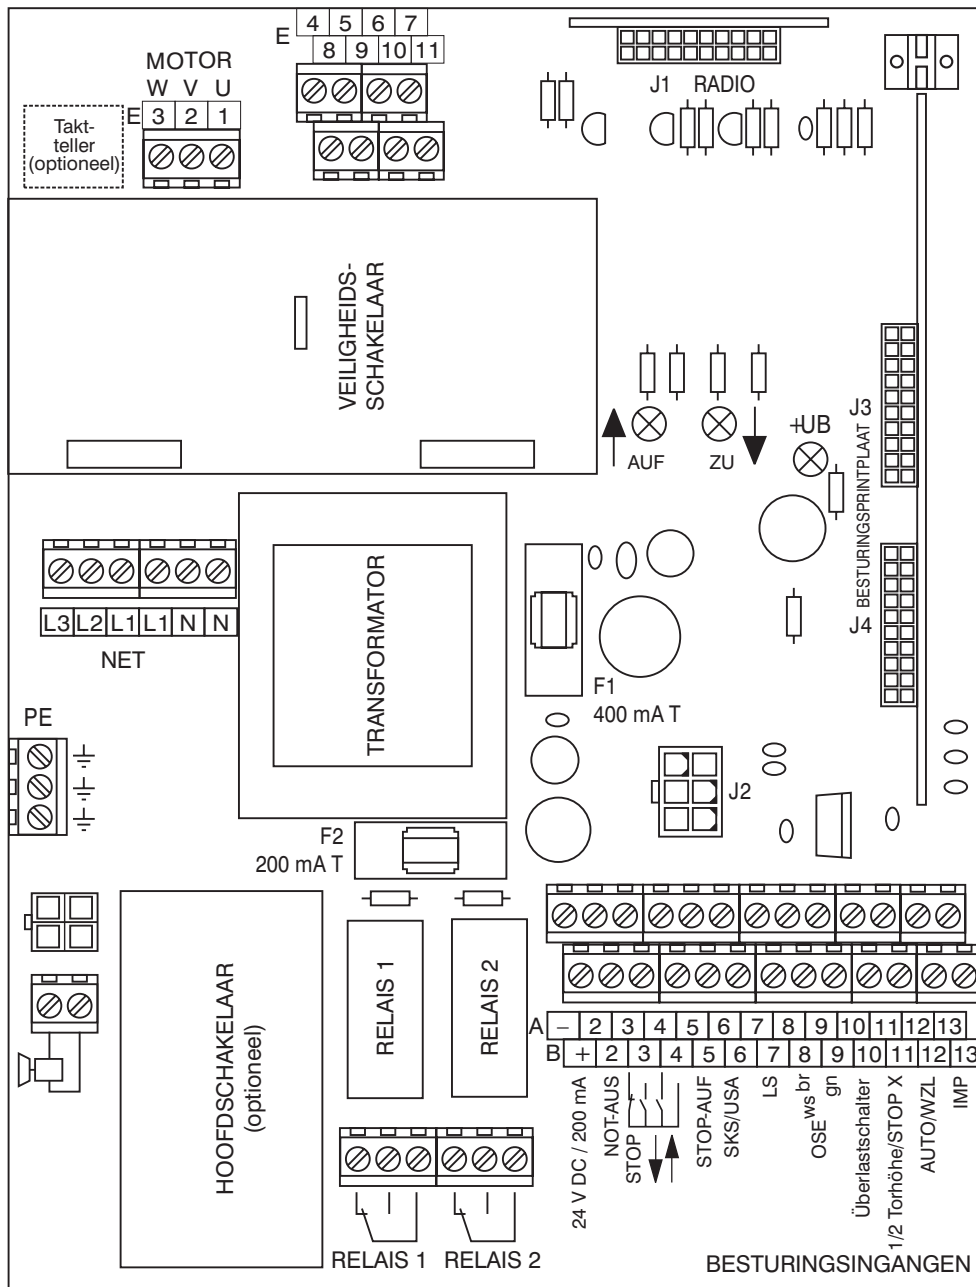 4 5 6 7
E
8 9 10 11
MOTOR
W V U
E 3 2 1
Takt-
teller
(optioneel)
J1 RADIO
VEILIGHEIDS-
SCHAKELAAR
AUF ZU
+UB
J3
BESTURINGSPRINTPLAAT
J4
L3 L2 L1 L1 N N
NET
TRANSFORMATOR
F1
400 mA T
PE
J2
F2
200 mA T
HOOFDSCHAKELAAR
(optioneel)
RELAIS 1
RELAIS 2
A – 2 3 4 5 6 7 8 9 10 11 12 13
B + 2 3 4 5 6 7 8 9 10 11 12 13
24 V DC / 200 mA
NOT-AUS
STOP
STOP-AUF
SKS/USA
LS
OSE ws br
gn
Überlastschalter
1/2 Torhöhe/STOP X
AUTO/WZL
IMP
RELAIS 1 RELAIS 2
BESTURINGSINGANGEN